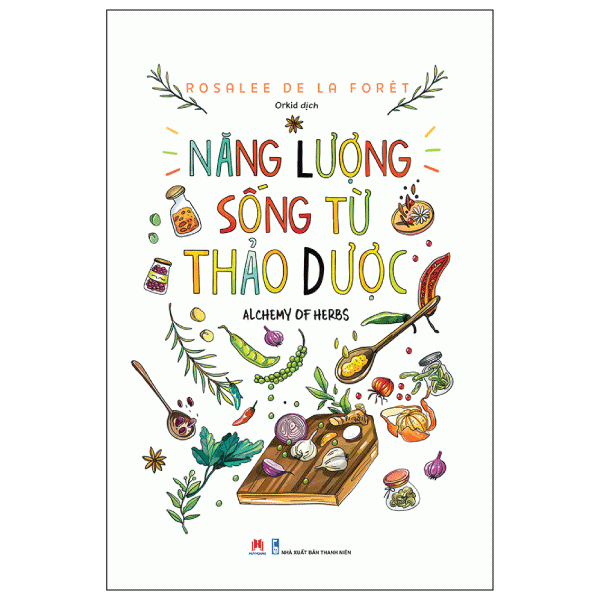 ROSALEE DE LA FORÊT
Orkid dịch
NĂNG LƯỢNG
SỐNG TỪ
THẢO DƯỢC
ALCHEMY OF HERBS
HUYHOANG
NHÀ XUẤT BẢN THANH NIÊN